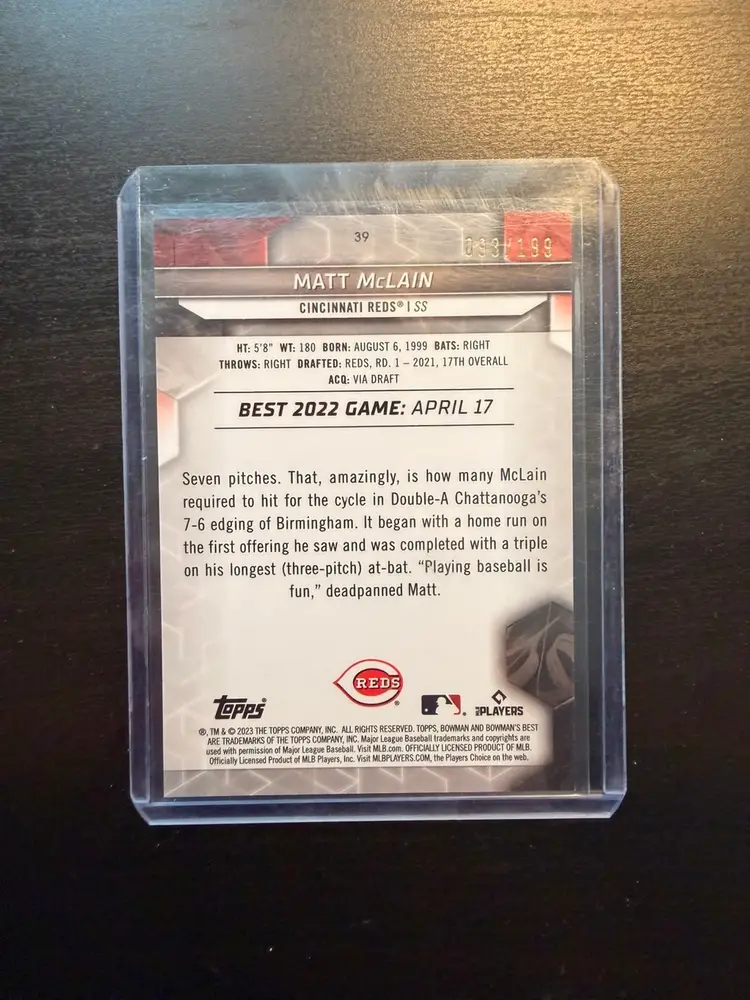 39
093/199
MATT McLAIN
CINCINNATI REDS® | SS
HT: 5'8" WT: 180 BORN: AUGUST 6, 1999 BATS: RIGHT
THROWS: RIGHT DRAFTED: REDS, RD. 1 – 2021, 17TH OVERALL
ACQ: VIA DRAFT
BEST 2022 GAME: APRIL 17
Seven pitches. That, amazingly, is how many McLain
required to hit for the cycle in Double-A Chattanooga's
7-6 edging of Birmingham. It began with a home run on
the first offering he saw and was completed with a triple
on his longest (three-pitch) at-bat. “Playing baseball is
fun,” deadpanned Matt.
REDS
topps
PLAYERS
®, TM & © 2023 THE TOPPS COMPANY, INC. ALL RIGHTS RESERVED. TOPPS, BOWMAN AND BOWMAN'S BEST
ARE TRADEMARKS OF THE TOPPS COMPANY, INC. Major League Baseball trademarks and copyrights are
used with permission of Major League Baseball. Visit MLB.com. OFFICIALLY LICENSED PRODUCT OF MLB.
Officially Licensed Product of MLB Players, Inc. Visit MLBPLAYERS.COM, the Players Choice on the web.